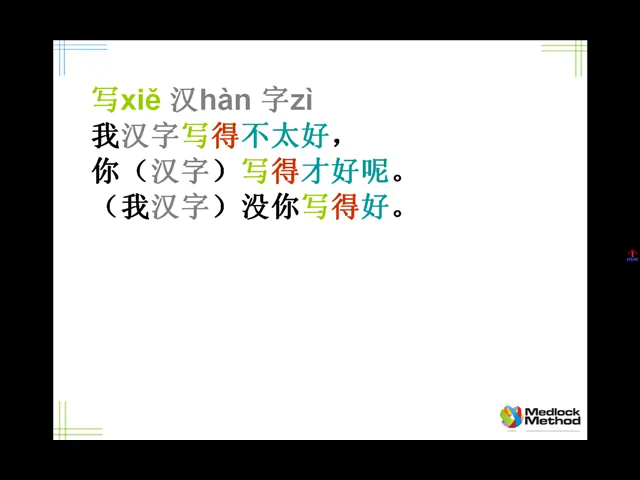 写xiě 汉hàn 字zì
我汉字写得不太好，
你（汉字）写得才好呢。
（我汉字）没你写得好。
Medlock
Method